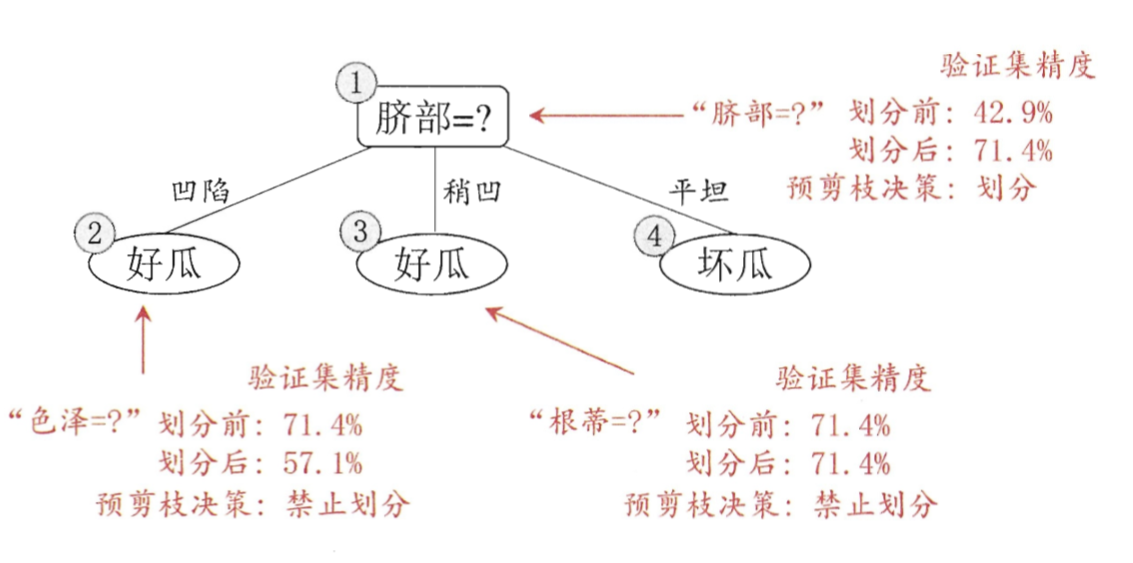 验证集精度
①
脐部=?
“脐部=?” 划分前: 42.9%
划分后: 71.4%
预剪枝决策: 划分
凹陷
稍凹
平坦
②
好瓜
③
好瓜
④
坏瓜
验证集精度
“色泽=?” 划分前: 71.4%
划分后: 57.1%
预剪枝决策: 禁止划分
验证集精度
“根蒂=?” 划分前: 71.4%
划分后: 71.4%
预剪枝决策: 禁止划分